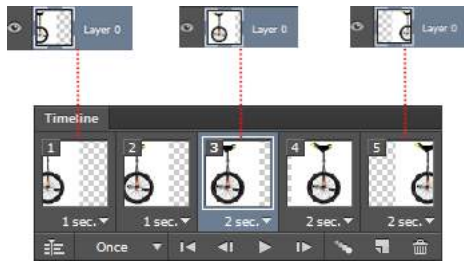 Layer 0 Layer 0 Layer 0
Timeline
1 2 3 4 5
1 sec. 1 sec. 2 sec. 2 sec. 2 sec.
Once